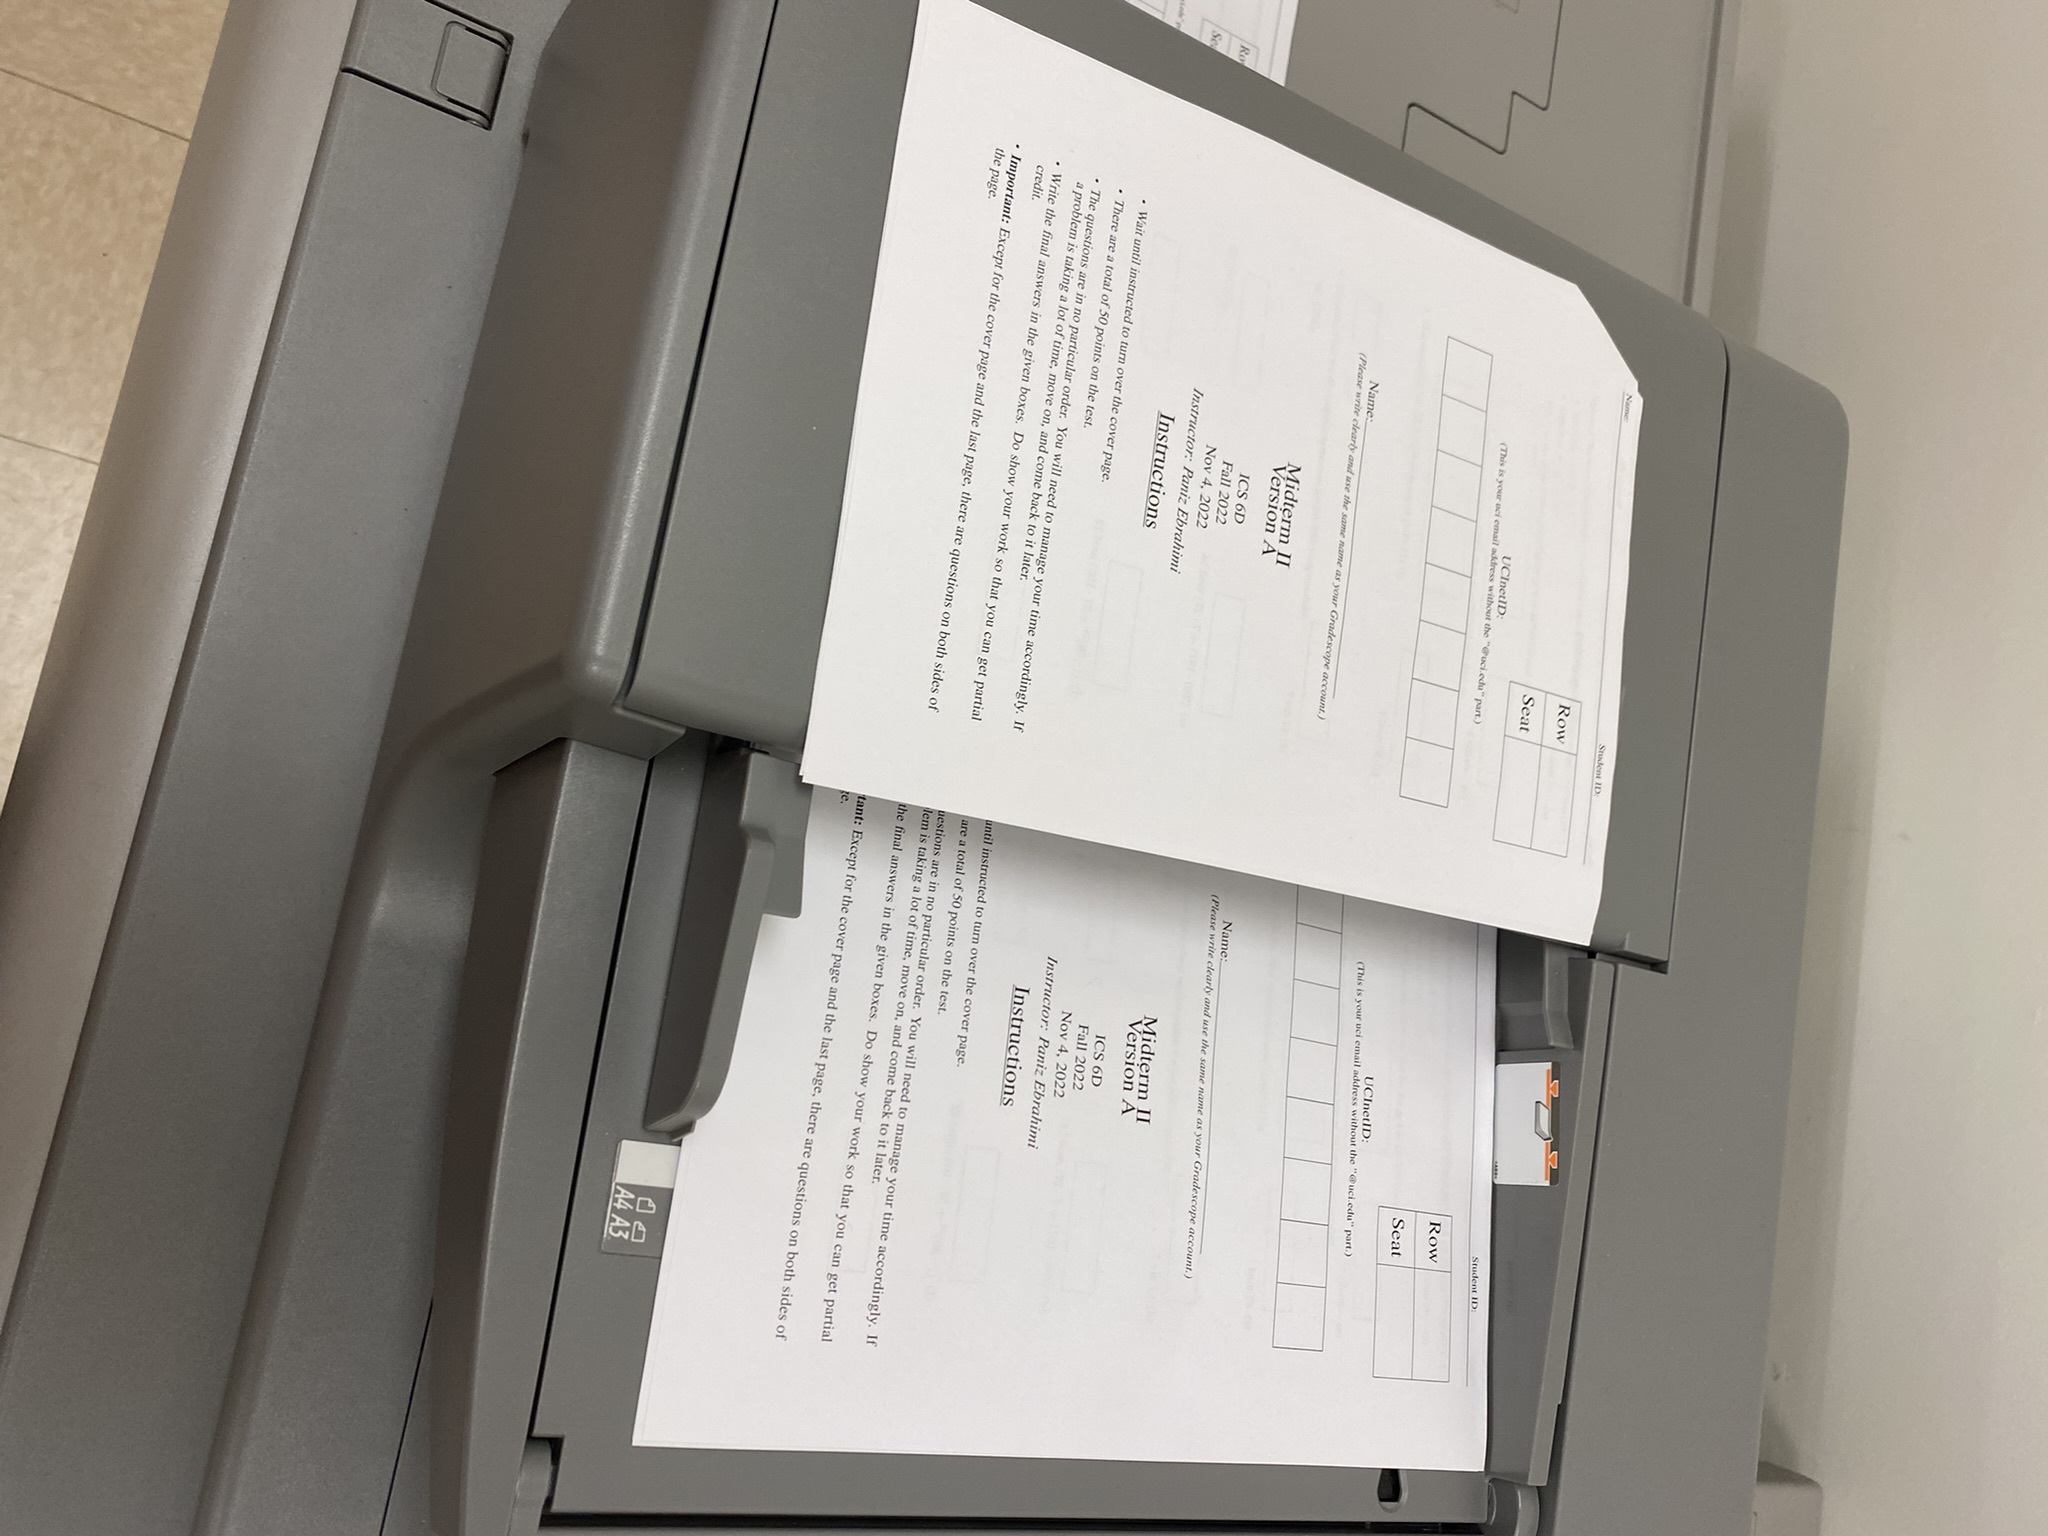 Name:
Student ID:
Row
Seat
UCInetID:
(This is your uci email address without the "@uci.edu" part.)
Name:
(Please write clearly and use the same name as your Gradescope account.)
Midterm II
Version A
ICS 6D
Fall 2022
Nov 4, 2022
Instructor: Paniz Ebrahimi
Instructions
• Wait until instructed to turn over the cover page.
• There are a total of 50 points on the test.
• The questions are in no particular order. You will need to manage your time accordingly. If
a problem is taking a lot of time, move on, and come back to it later.
• Write the final answers in the given boxes. Do show your work so that you can get partial
credit.
• Important: Except for the cover page and the last page, there are questions on both sides of
the page.
Student ID:
Row
Seat
UCInetID:
(This is your uci email address without the "@uci.edu" part.)
Name:
(Please write clearly and use the same name as your Gradescope account.)
Midterm II
Version A
ICS 6D
Fall 2022
Nov 4, 2022
Instructor: Paniz Ebrahimi
Instructions
until instructed to turn over the cover page.
are a total of 50 points on the test.
uestions are in no particular order. You will need to manage your time accordingly. If
lem is taking a lot of time, move on, and come back to it later.
the final answers in the given boxes. Do show your work so that you can get partial
tant: Except for the cover page and the last page, there are questions on both sides of
ge.
A4 A3